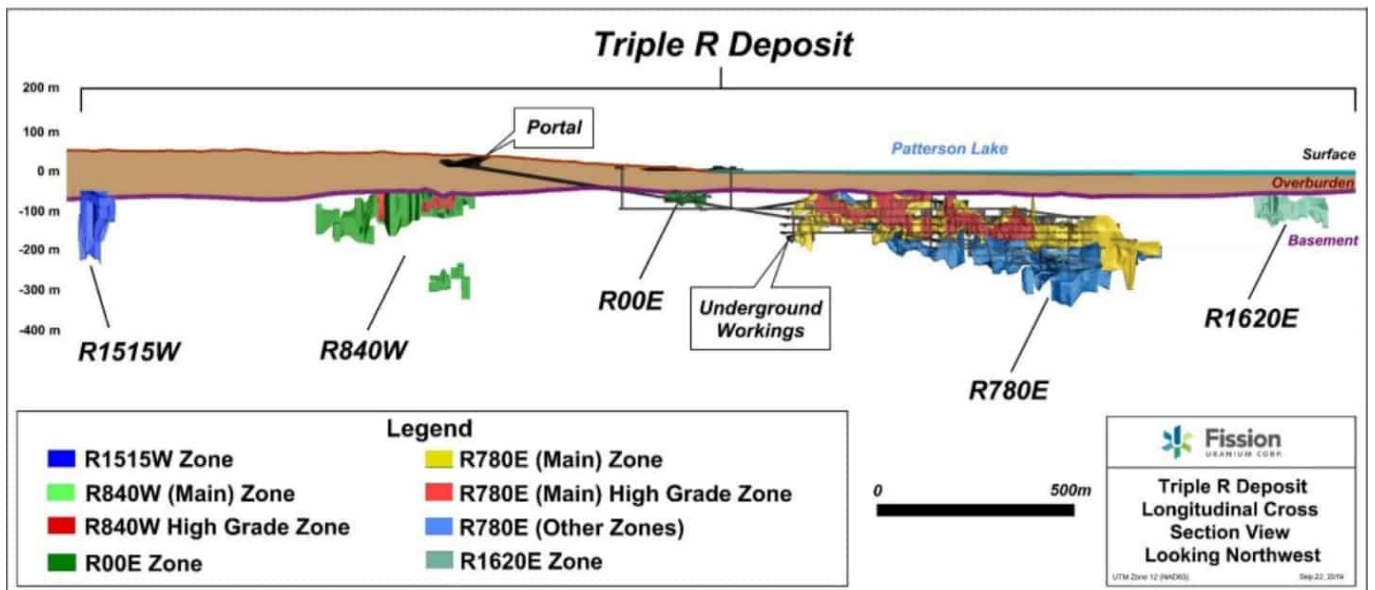 Triple R Deposit
200 m
100 m
0 m
-100 m
-200 m
-300 m
-400 m
Portal
Patterson Lake
Surface
Overburden
Basement
R1515W
R840W
R00E
Underground
Workings
R780E
R1620E
Legend
R1515W Zone
R840W (Main) Zone
R840W High Grade Zone
R00E Zone
R780E (Main) Zone
R780E (Main) High Grade Zone
R780E (Other Zones)
R1620E Zone
0 500m
Fission
URANIUM CORP.
Triple R Deposit
Longitudinal Cross
Section View
Looking Northwest
UTM Zone 12 (NAD83) Sep.22, 2019